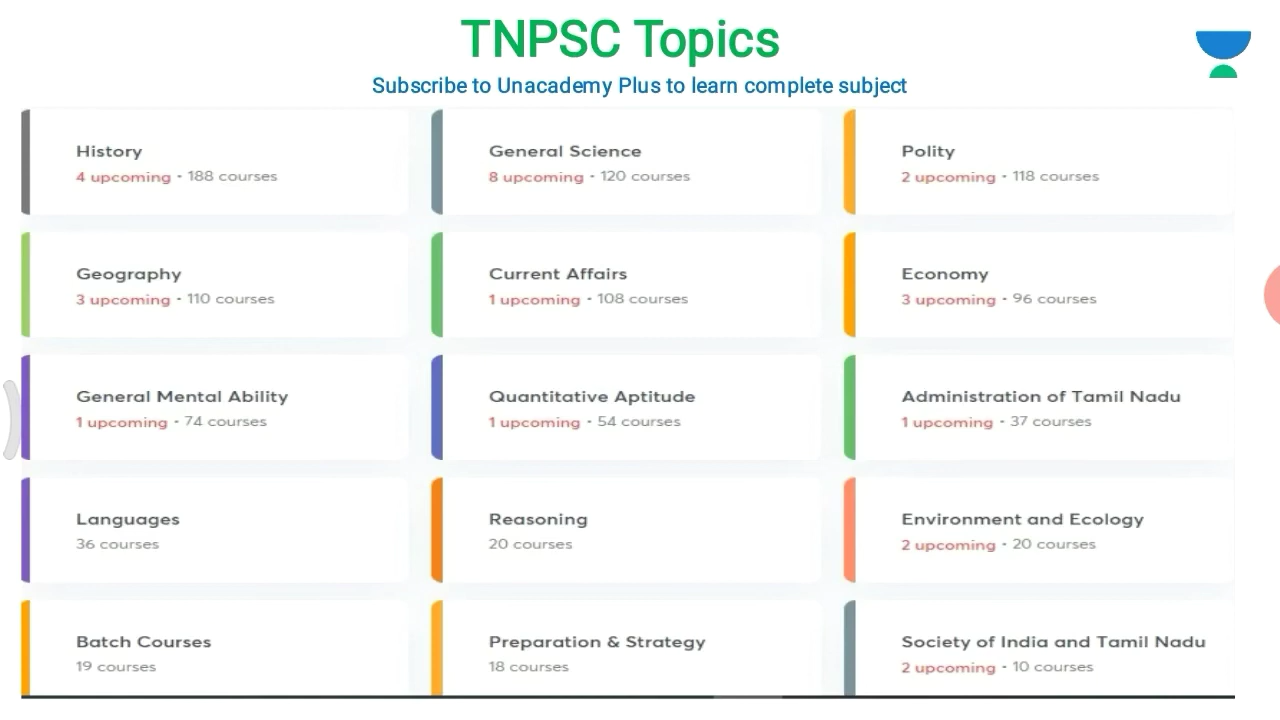 TNPSC Topics
Subscribe to Unacademy Plus to learn complete subject
History
4 upcoming • 188 courses
General Science
8 upcoming • 120 courses
Polity
2 upcoming • 118 courses
Geography
3 upcoming • 110 courses
Current Affairs
1 upcoming • 108 courses
Economy
3 upcoming • 96 courses
General Mental Ability
1 upcoming • 74 courses
Quantitative Aptitude
1 upcoming • 54 courses
Administration of Tamil Nadu
1 upcoming • 37 courses
Languages
36 courses
Reasoning
20 courses
Environment and Ecology
2 upcoming • 20 courses
Batch Courses
19 courses
Preparation & Strategy
18 courses
Society of India and Tamil Nadu
2 upcoming • 10 courses